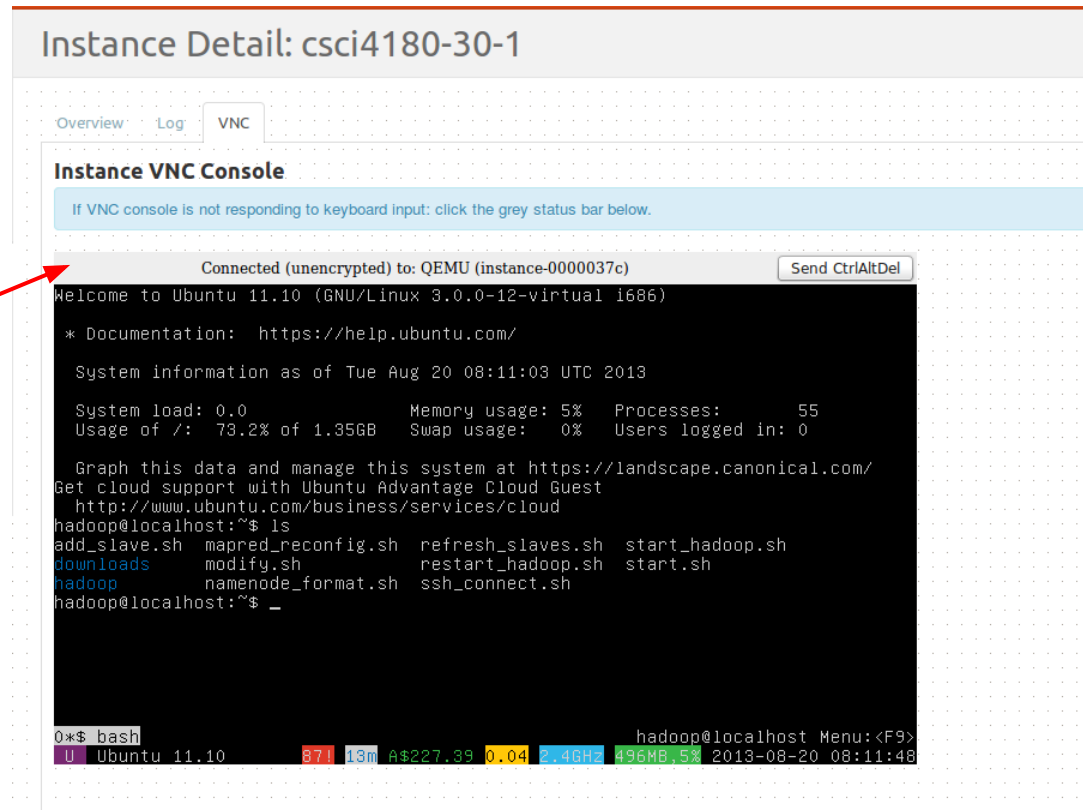 Instance Detail: csci4180-30-1
Overview Log VNC
Instance VNC Console
If VNC console is not responding to keyboard input: click the grey status bar below.
Connected (unencrypted) to: QEMU (instance-0000037c) Send CtrlAltDel
Welcome to Ubuntu 11.10 (GNU/Linux 3.0.0-12-virtual i686)
* Documentation: https://help.ubuntu.com/
System information as of Tue Aug 20 08:11:03 UTC 2013
System load: 0.0 Memory usage: 5% Processes: 55
Usage of /: 73.2% of 1.35GB Swap usage: 0% Users logged in: 0
Graph this data and manage this system at https://landscape.canonical.com/
Get cloud support with Ubuntu Advantage Cloud Guest
http://www.ubuntu.com/business/services/cloud
hadoop@localhost:~$ ls
add_slave.sh mapred_reconfig.sh refresh_slaves.sh start_hadoop.sh
downloads modify.sh restart_hadoop.sh start.sh
hadoop namenode_format.sh ssh_connect.sh
hadoop@localhost:~$ _
0*$ bash hadoop@localhost Menu:<F9>
U Ubuntu 11.10 87! 13m A$227.39 0.04 2.4GHz 496MB,5% 2013-08-20 08:11:48